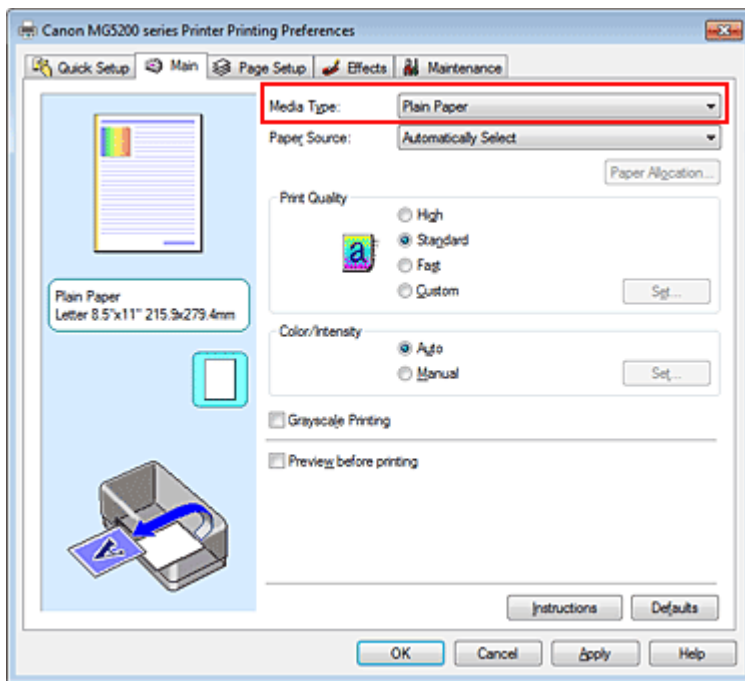 Canon MG5200 series Printer Printing Preferences
Quick Setup Main Page Setup Effects Maintenance
Media Type: Plain Paper
Paper Source: Automatically Select
Paper Allocation...
Print Quality
High
a Standard
Fast
Custom Set...
Plain Paper
Letter 8.5"x11" 215.9x279.4mm
Color/Intensity
Auto
Manual Set...
Grayscale Printing
Preview before printing
A
Instructions Defaults
OK Cancel Apply Help